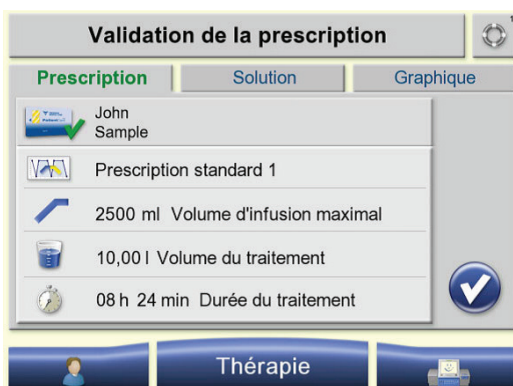 Validation de la prescription
Prescription
Solution
Graphique
John
Sample
Prescription standard 1
2500 ml Volume d'infusion maximal
10,00 l Volume du traitement
08 h 24 min Durée du traitement
Thérapie